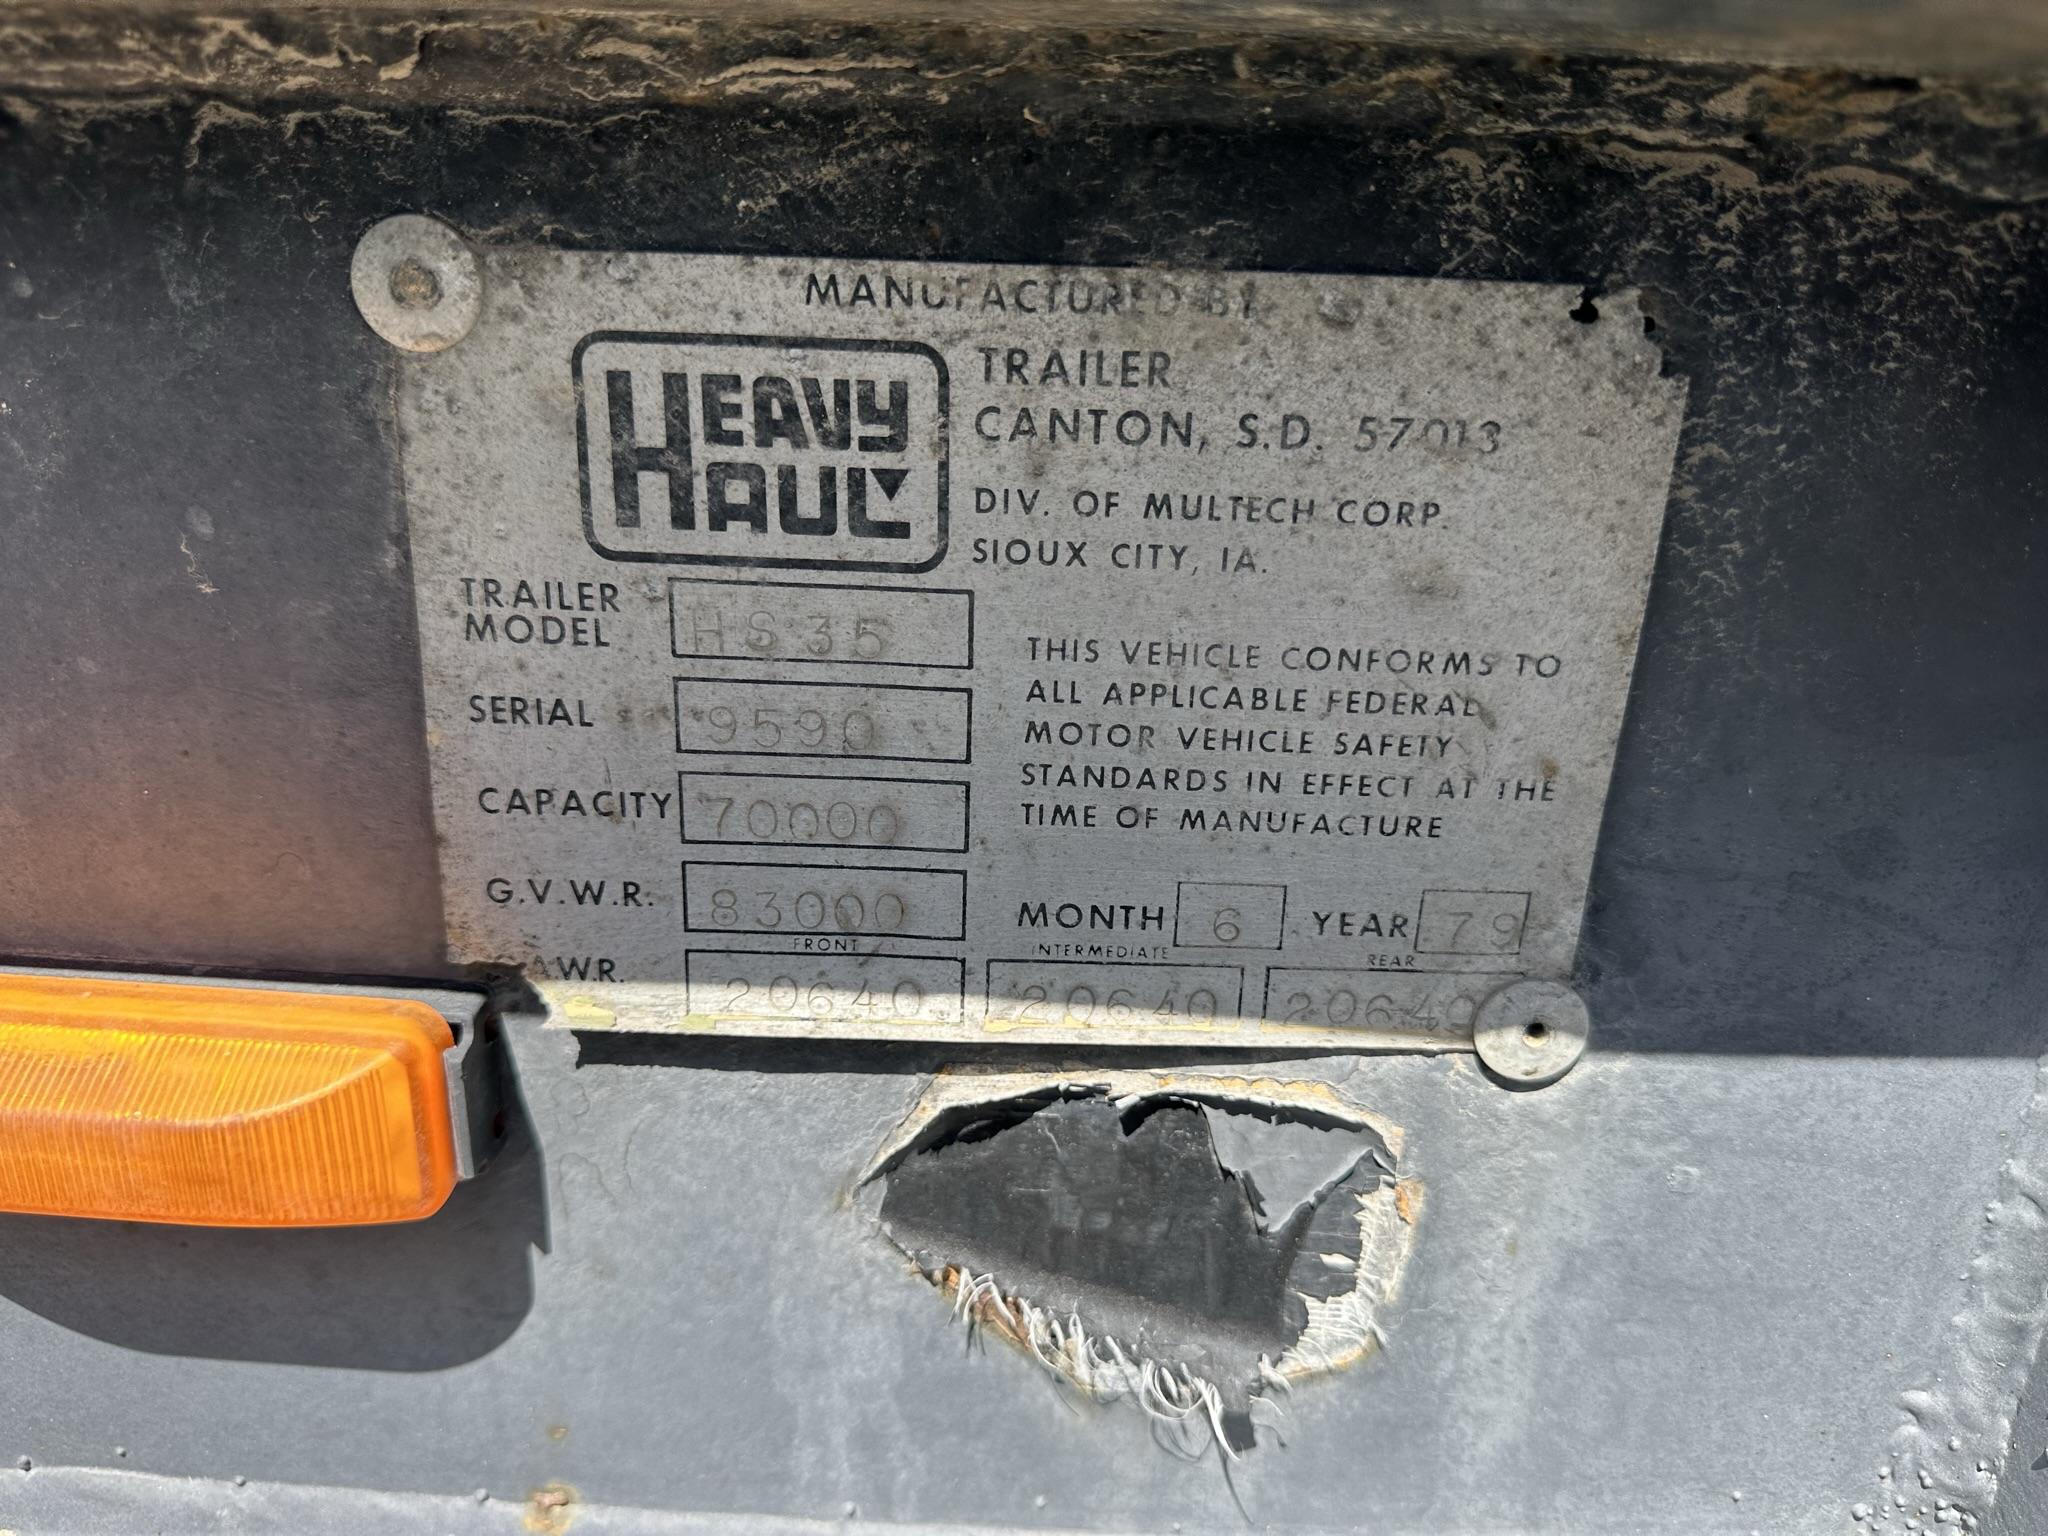 MANUFACTURED BY
HEAVY
HAUL
TRAILER
CANTON, S.D. 57013
DIV. OF MULTECH CORP.
SIOUX CITY, IA.
TRAILER
MODEL
HS35
SERIAL
9590
CAPACITY
70000
G.V.W.R.
83000
THIS VEHICLE CONFORMS TO
ALL APPLICABLE FEDERAL
MOTOR VEHICLE SAFETY
STANDARDS IN EFFECT AT THE
TIME OF MANUFACTURE
MONTH 6 YEAR 79
FRONT INTERMEDIATE REAR
A.W.R. 20640 20640 20640